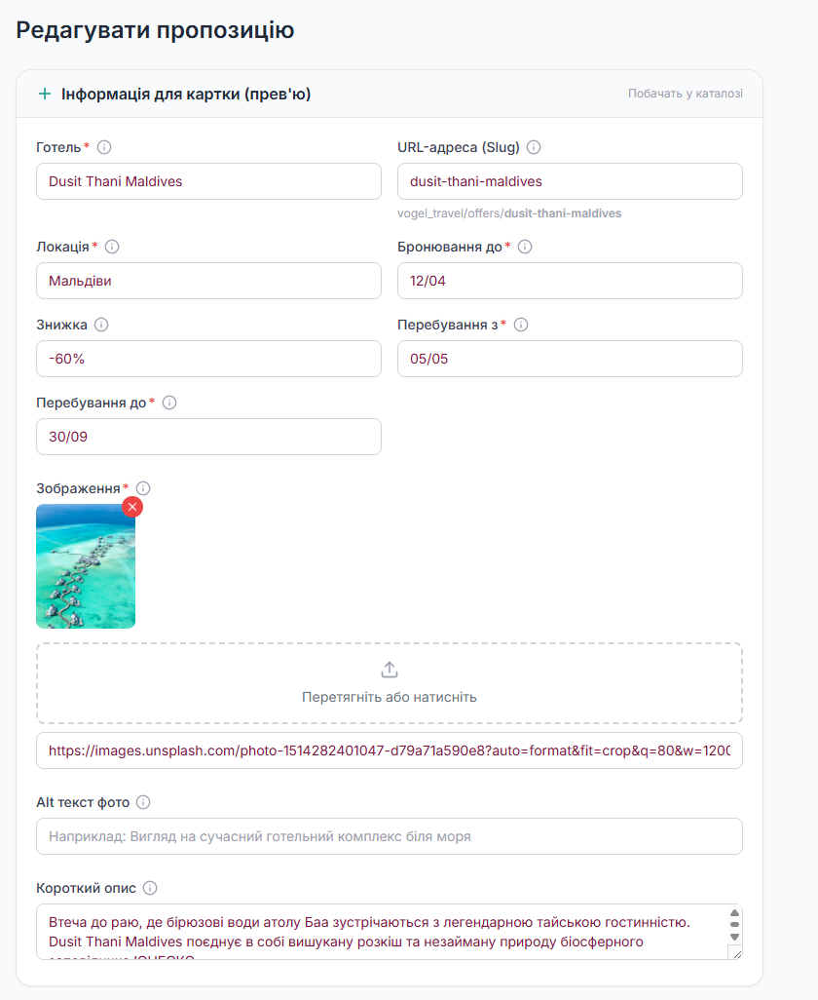 Редагувати пропозицію
Інформація для картки (прев'ю)
Побачать у каталозі
Готель*
URL-адреса (Slug)
Dusit Thani Maldives
dusit-thani-maldives
vogel_travel/offers/dusit-thani-maldives
Локація*
Бронювання до*
Мальдіви
12/04
Знижка
Перебування з*
-60%
05/05
Перебування до*
30/09
Зображення*
Перетягніть або натисніть
https://images.unsplash.com/photo-1514282401047-d79a71a590e8?auto=format&fit=crop&q=80&w=1200
Alt текст фото
Наприклад: Вигляд на сучасний готельний комплекс біля моря
Короткий опис
Втеча до раю, де бірюзові води атолу Баа зустрічаються з легендарною тайською гостинністю.
Dusit Thani Maldives поєднує в собі вишукану розкіш та незайману природу біосферного